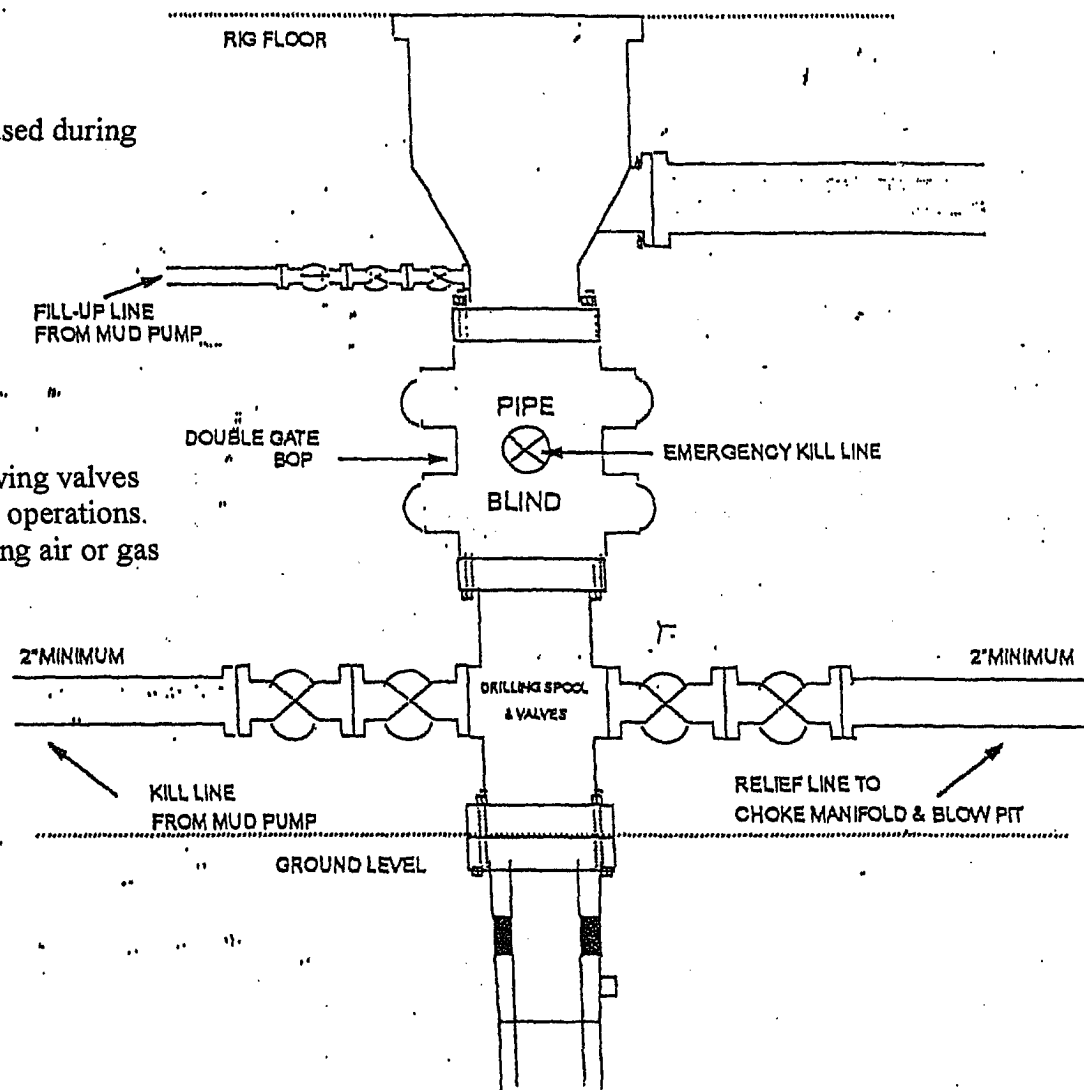 RIG FLOOR
sed during
FILL-UP LINE
FROM MUD PUMP
PIPE
DOUBLE GATE
BOP
EMERGENCY KILL LINE
BLIND
ving valves
operations.
ng air or gas
2"MINIMUM
2"MINIMUM
DRILLING SPOOL
& VALVES
KILL LINE
FROM MUD PUMP
RELIEF LINE TO
CHOKE MANIFOLD & BLOW PIT
GROUND LEVEL